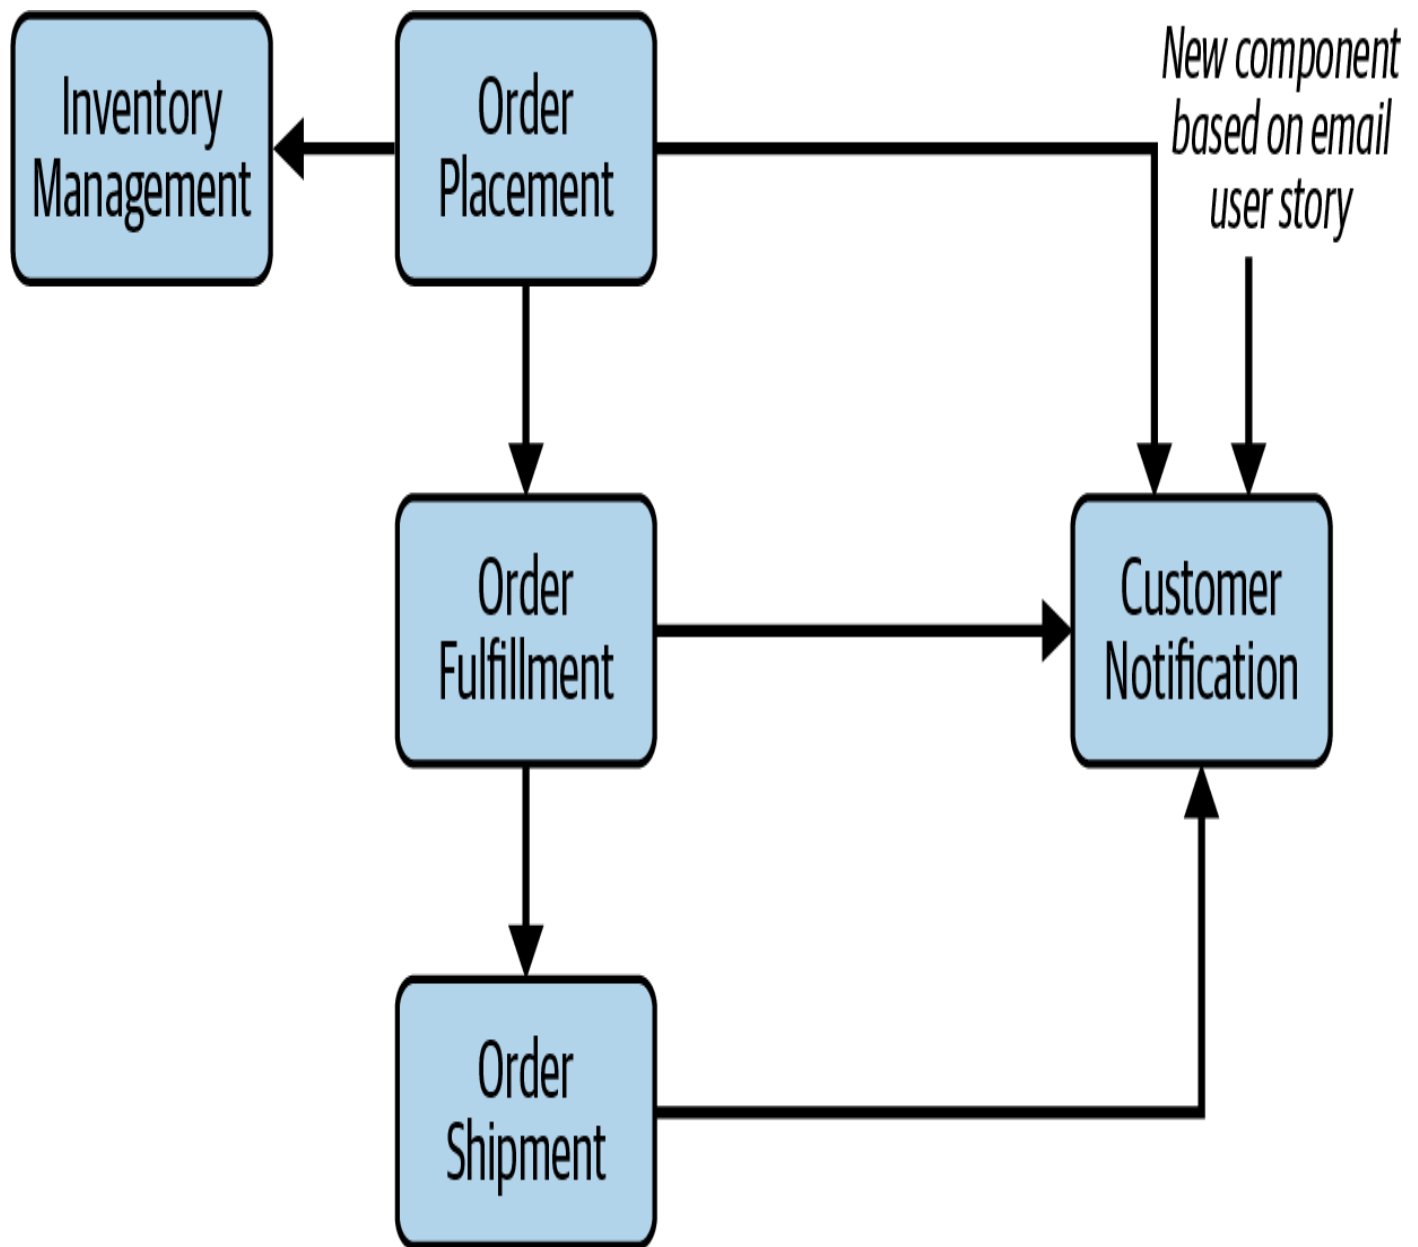 Inventory
Management
Order
Placement
New component
based on email
user story
Order
Fulfillment
Customer
Notification
Order
Shipment